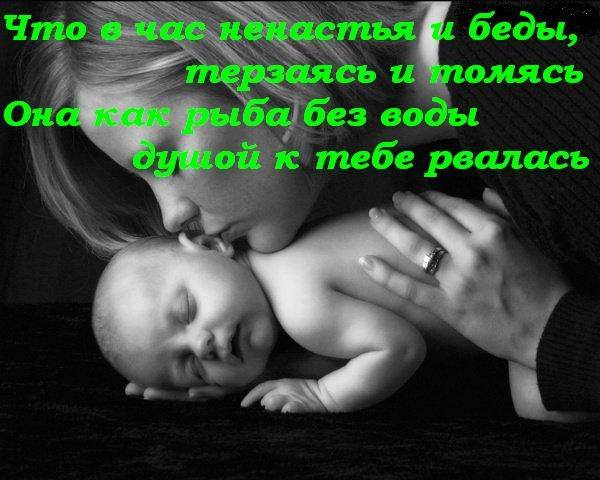 Что в час ненастья и беды,
терзаясь и томясь
Она как рыба без воды
душой к тебе рвалась